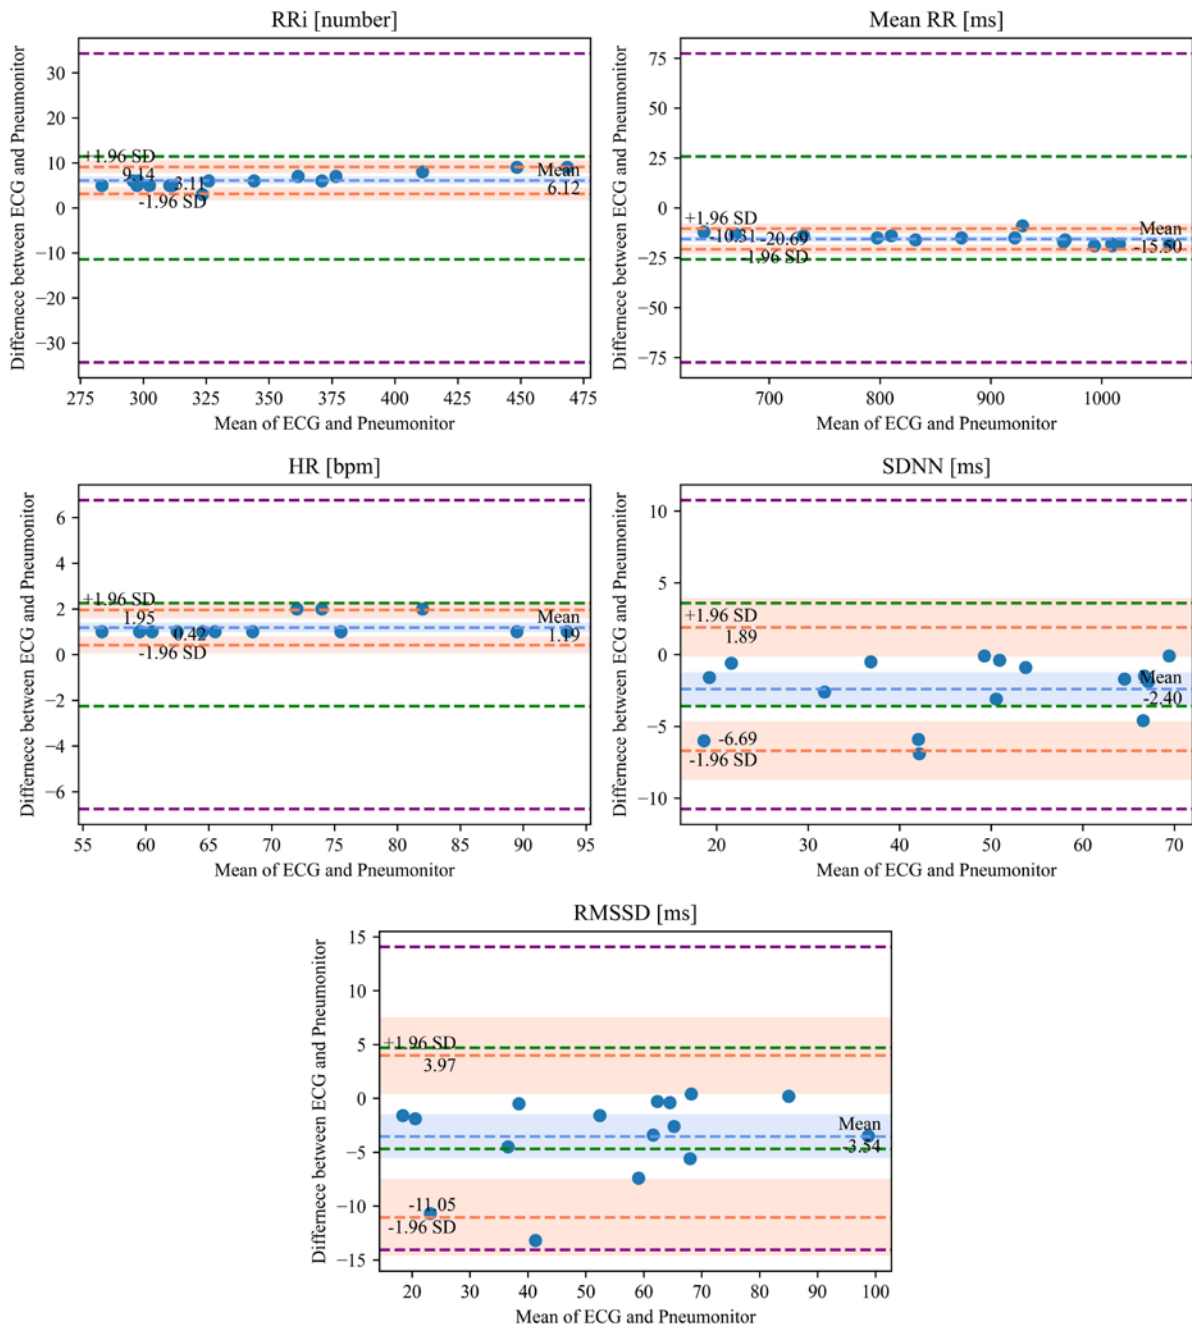 RRi [number]
Differnece between ECG and Pneumonitor
30
20
10
0
−10
−20
−30
+1.96 SD
9.14
3.11
-1.96 SD
Mean
6.12
275 300 325 350 375 400 425 450 475
Mean of ECG and Pneumonitor
Mean RR [ms]
Differnece between ECG and Pneumonitor
75
50
25
0
−25
−50
−75
+1.96 SD
-10.31
-20.69
-1.96 SD
Mean
-15.50
700 800 900 1000
Mean of ECG and Pneumonitor
HR [bpm]
Differnece between ECG and Pneumonitor
6
4
2
0
−2
−4
−6
+1.96 SD
1.95
0.42
-1.96 SD
Mean
1.19
55 60 65 70 75 80 85 90 95
Mean of ECG and Pneumonitor
SDNN [ms]
Differnece between ECG and Pneumonitor
10
5
0
−5
−10
+1.96 SD
1.89
-6.69
-1.96 SD
Mean
-2.40
20 30 40 50 60 70
Mean of ECG and Pneumonitor
RMSSD [ms]
Differnece between ECG and Pneumonitor
15
10
5
0
−5
−10
−15
+1.96 SD
3.97
-11.05
-1.96 SD
Mean
-3.54
20 30 40 50 60 70 80 90 100
Mean of ECG and Pneumonitor